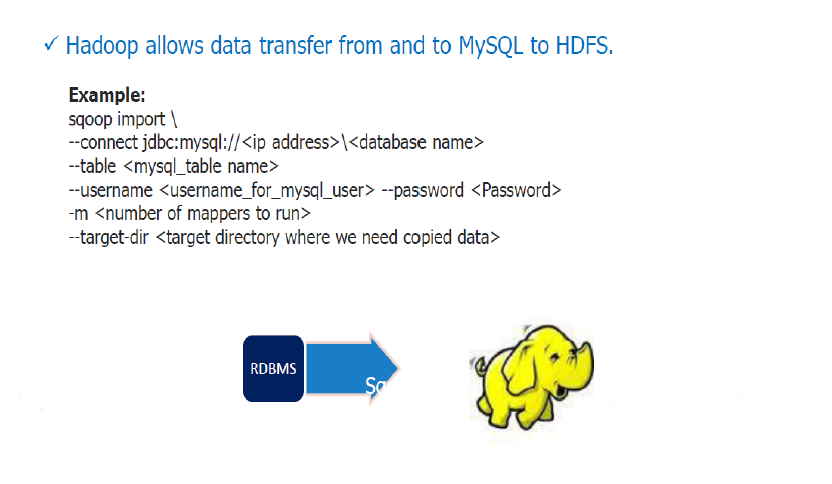 ✓ Hadoop allows data transfer from and to MySQL to HDFS.
Example:
sqoop import \
--connect jdbc:mysql://<ip address>\<database name>
--table <mysql_table name>
--username <username_for_mysql_user> --password <Password>
-m <number of mappers to run>
--target-dir <target directory where we need copied data>
RDBMS